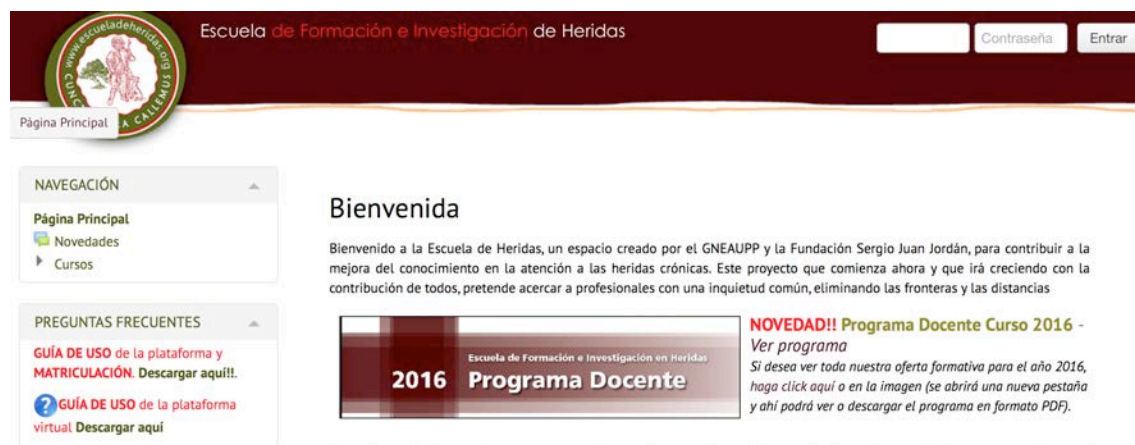 www.escueladeheridas.org
CALLEMUS
Escuela de Formación e Investigación de Heridas
Contraseña
Entrar
Página Principal
NAVEGACIÓN
Página Principal
Novedades
Cursos
PREGUNTAS FRECUENTES
GUÍA DE USO de la plataforma y
MATRICULACIÓN. Descargar aquí!!.
GUÍA DE USO de la plataforma
virtual Descargar aquí
Bienvenida
Bienvenido a la Escuela de Heridas, un espacio creado por el GNEAUPP y la Fundación Sergio Juan Jordán, para contribuir a la
mejora del conocimiento en la atención a las heridas crónicas. Este proyecto que comienza ahora y que irá creciendo con la
contribución de todos, pretende acercar a profesionales con una inquietud común, eliminando las fronteras y las distancias
Escuela de Formación e Investigación en Heridas
2016 Programa Docente
NOVEDAD!! Programa Docente Curso 2016 -
Ver programa
Si desea ver toda nuestra oferta formativa para el año 2016,
haga click aquí o en la imagen (se abrirá una nueva pestaña
y ahí podrá ver o descargar el programa en formato PDF).